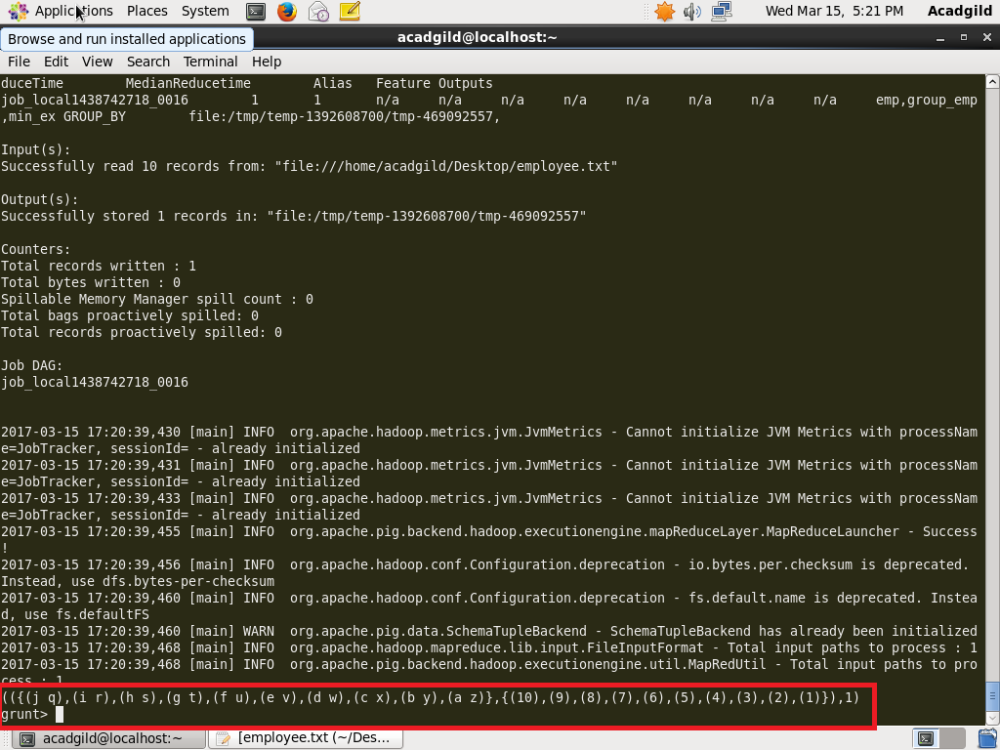 Applications Places System Wed Mar 15, 5:21 PM Acadgild
Browse and run installed applications
acadgild@localhost:~
File Edit View Search Terminal Help
duceTime MedianReducetime Alias Feature Outputs
job_local1438742718_0016 1 1 n/a n/a n/a n/a n/a n/a n/a n/a emp,group_emp
,min_ex GROUP_BY file:/tmp/temp-1392608700/tmp-469092557,
Input(s):
Successfully read 10 records from: "file:///home/acadgild/Desktop/employee.txt"
Output(s):
Successfully stored 1 records in: "file:/tmp/temp-1392608700/tmp-469092557"
Counters:
Total records written : 1
Total bytes written : 0
Spillable Memory Manager spill count : 0
Total bags proactively spilled: 0
Total records proactively spilled: 0
Job DAG:
job_local1438742718_0016
2017-03-15 17:20:39,430 [main] INFO org.apache.hadoop.metrics.jvm.JvmMetrics - Cannot initialize JVM Metrics with processNam
e=JobTracker, sessionId= - already initialized
2017-03-15 17:20:39,431 [main] INFO org.apache.hadoop.metrics.jvm.JvmMetrics - Cannot initialize JVM Metrics with processNam
e=JobTracker, sessionId= - already initialized
2017-03-15 17:20:39,433 [main] INFO org.apache.hadoop.metrics.jvm.JvmMetrics - Cannot initialize JVM Metrics with processNam
e=JobTracker, sessionId= - already initialized
2017-03-15 17:20:39,455 [main] INFO org.apache.pig.backend.hadoop.executionengine.mapReduceLayer.MapReduceLauncher - Success
!
2017-03-15 17:20:39,456 [main] INFO org.apache.hadoop.conf.Configuration.deprecation - io.bytes.per.checksum is deprecated.
Instead, use dfs.bytes-per-checksum
2017-03-15 17:20:39,460 [main] INFO org.apache.hadoop.conf.Configuration.deprecation - fs.default.name is deprecated. Instea
d, use fs.defaultFS
2017-03-15 17:20:39,460 [main] WARN org.apache.pig.data.SchemaTupleBackend - SchemaTupleBackend has already been initialized
2017-03-15 17:20:39,468 [main] INFO org.apache.hadoop.mapreduce.lib.input.FileInputFormat - Total input paths to process : 1
2017-03-15 17:20:39,468 [main] INFO org.apache.pig.backend.hadoop.executionengine.util.MapRedUtil - Total input paths to pro
cess : 1
(({(j q),(i r),(h s),(g t),(f u),(e v),(d w),(c x),(b y),(a z)},{(10),(9),(8),(7),(6),(5),(4),(3),(2),(1)}),1)
grunt>
acadgild@localhost:~ [employee.txt (~/Des...